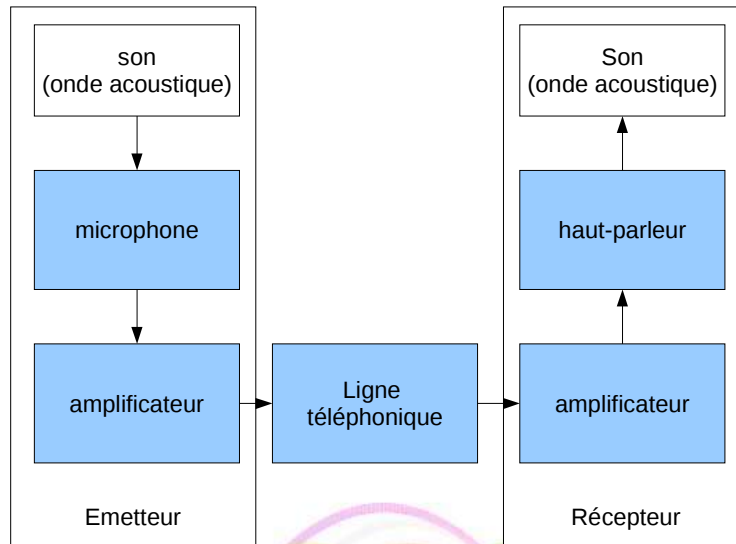 son
(onde acoustique)
microphone
amplificateur
Emetteur
Ligne
téléphonique
Son
(onde acoustique)
haut-parleur
amplificateur
Récepteur